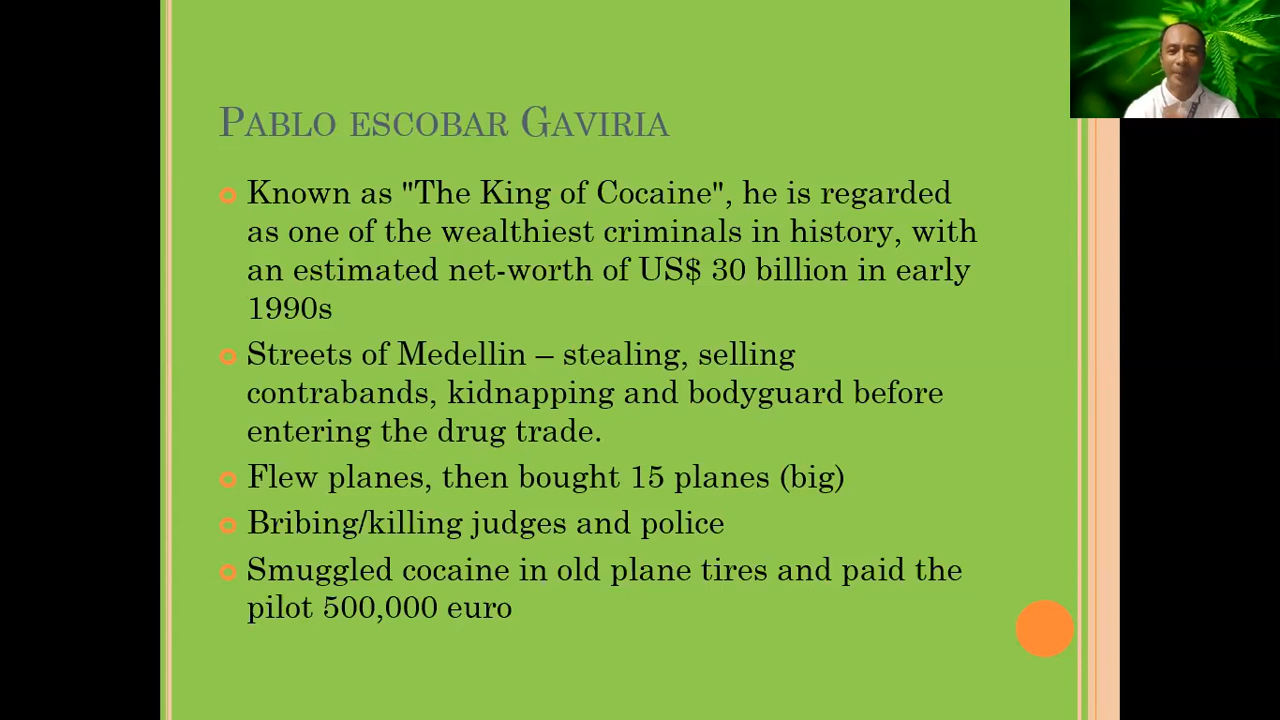 Pablo escobar Gaviria
Known as "The King of Cocaine", he is regarded
as one of the wealthiest criminals in history, with
an estimated net-worth of US$ 30 billion in early
1990s
Streets of Medellin – stealing, selling
contrabands, kidnapping and bodyguard before
entering the drug trade.
Flew planes, then bought 15 planes (big)
Bribing/killing judges and police
Smuggled cocaine in old plane tires and paid the
pilot 500,000 euro